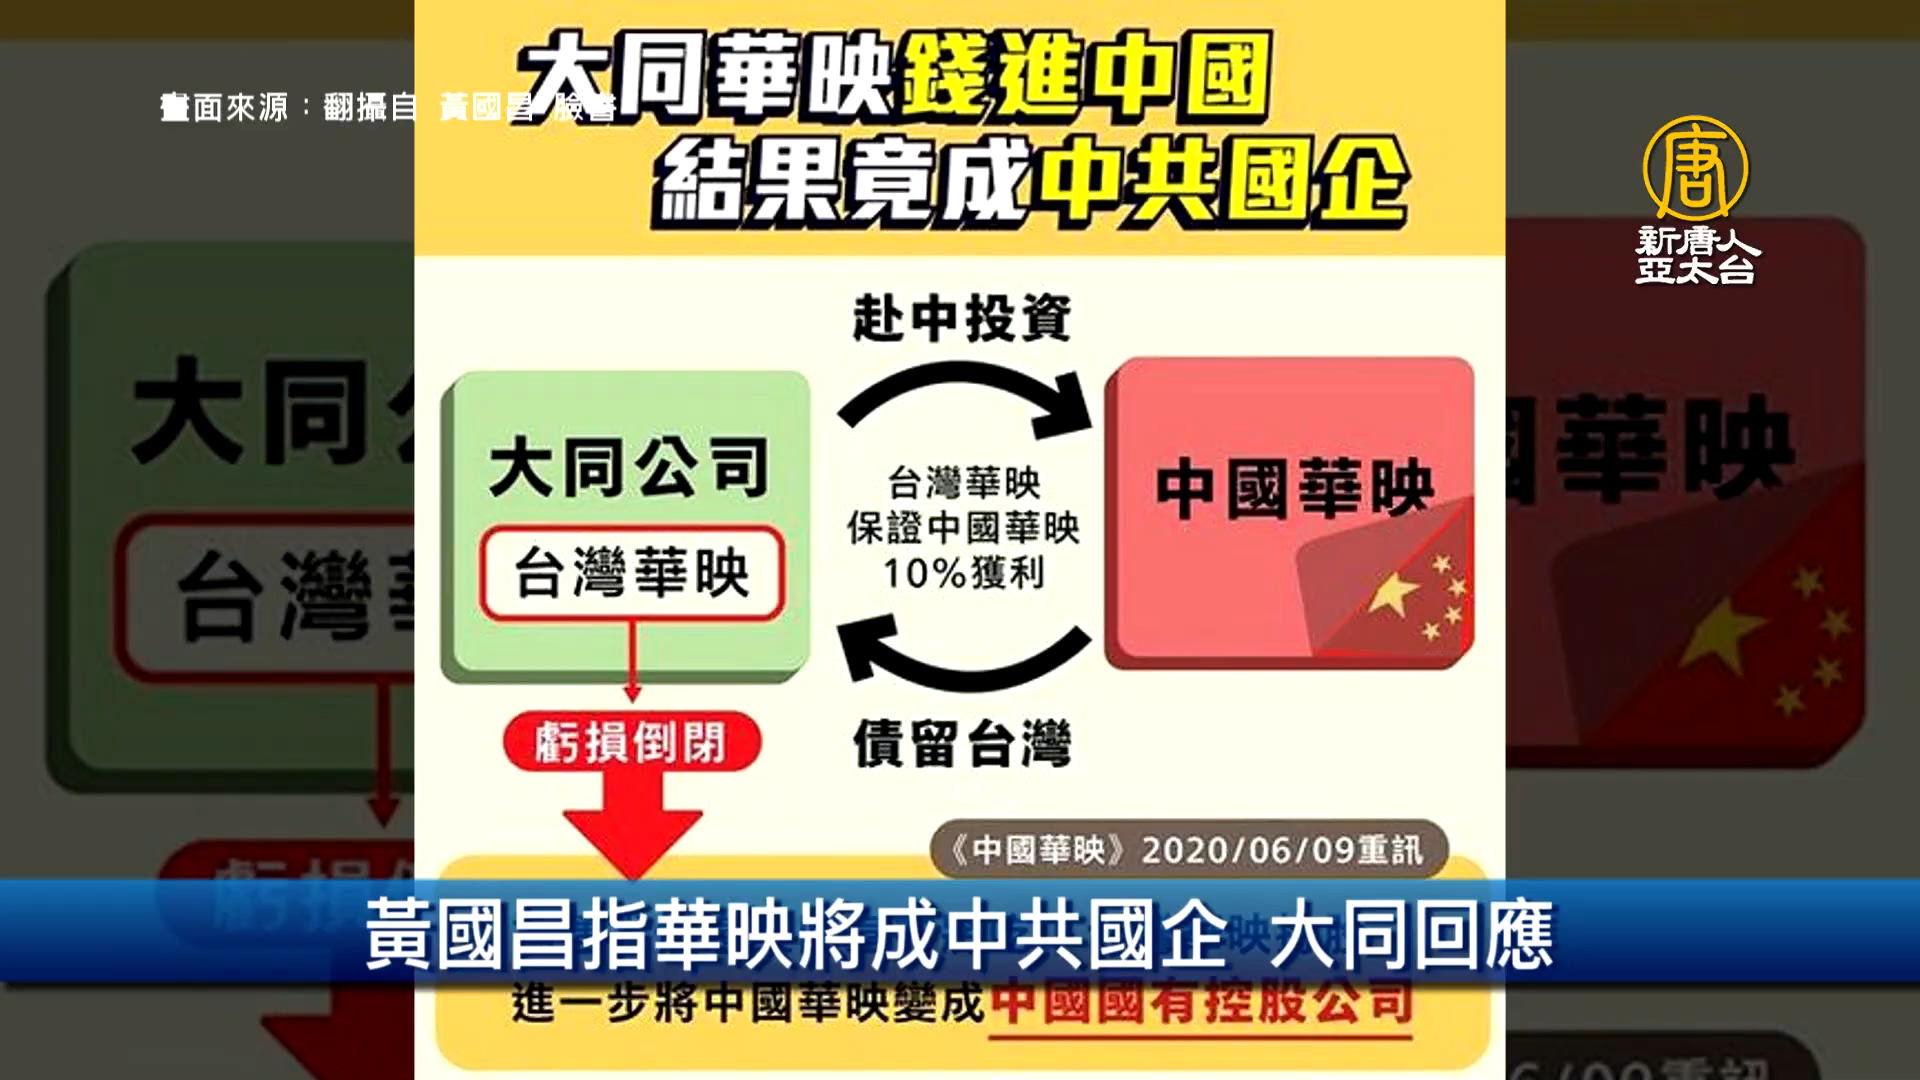 大同華映錢進中國
畫面來源：翻攝自 黃國昌 臉書
結果竟成中共國企
唐
新唐人
亞太台
赴中投資
大同公司
台灣華映
台灣華映
保證中國華映
10%獲利
中國華映
虧損倒閉
債留台灣
《中國華映》2020/06/09重訊
黃國昌指華映將成中共國企 大同回應
進一步將中國華映變成中國國有控股公司